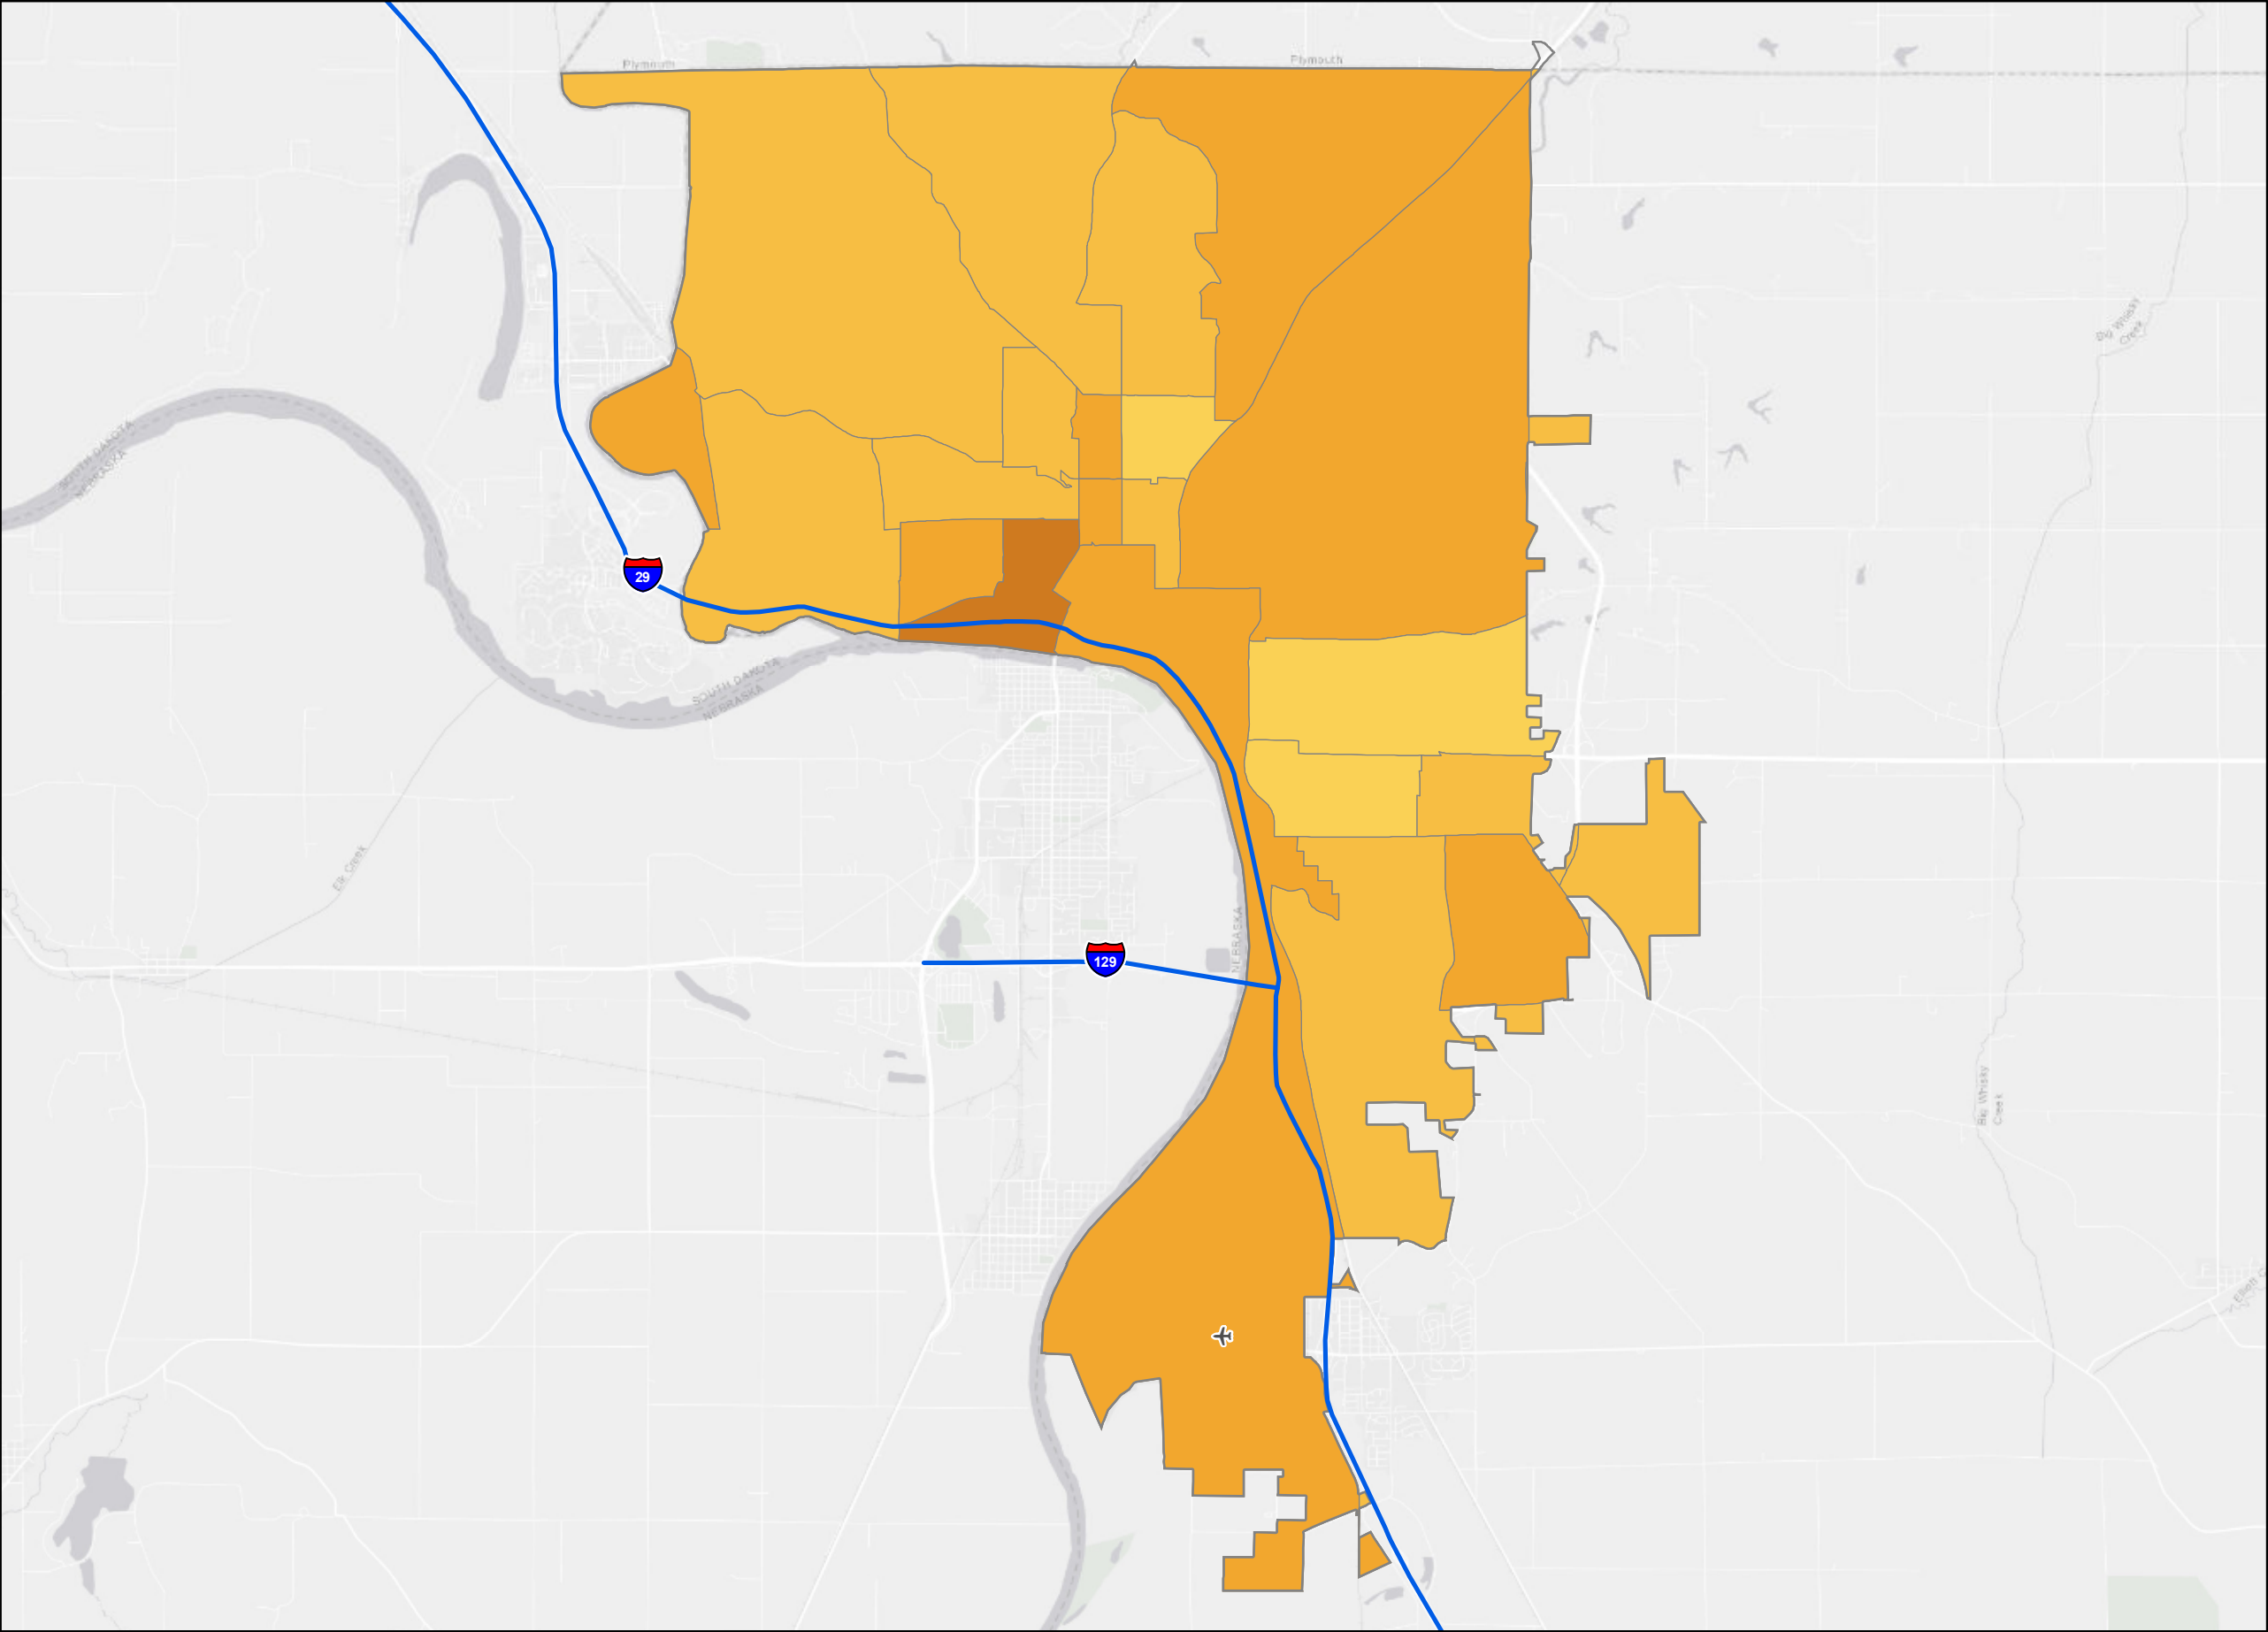 Plymouth
Plymouth
Big Whisky
Creek
SOUTH DAKOTA
NEBRASKA
29
SOUTH DAKOTA
NEBRASKA
Elk Creek
NEBRASKA
129
Big Whisky
Creek